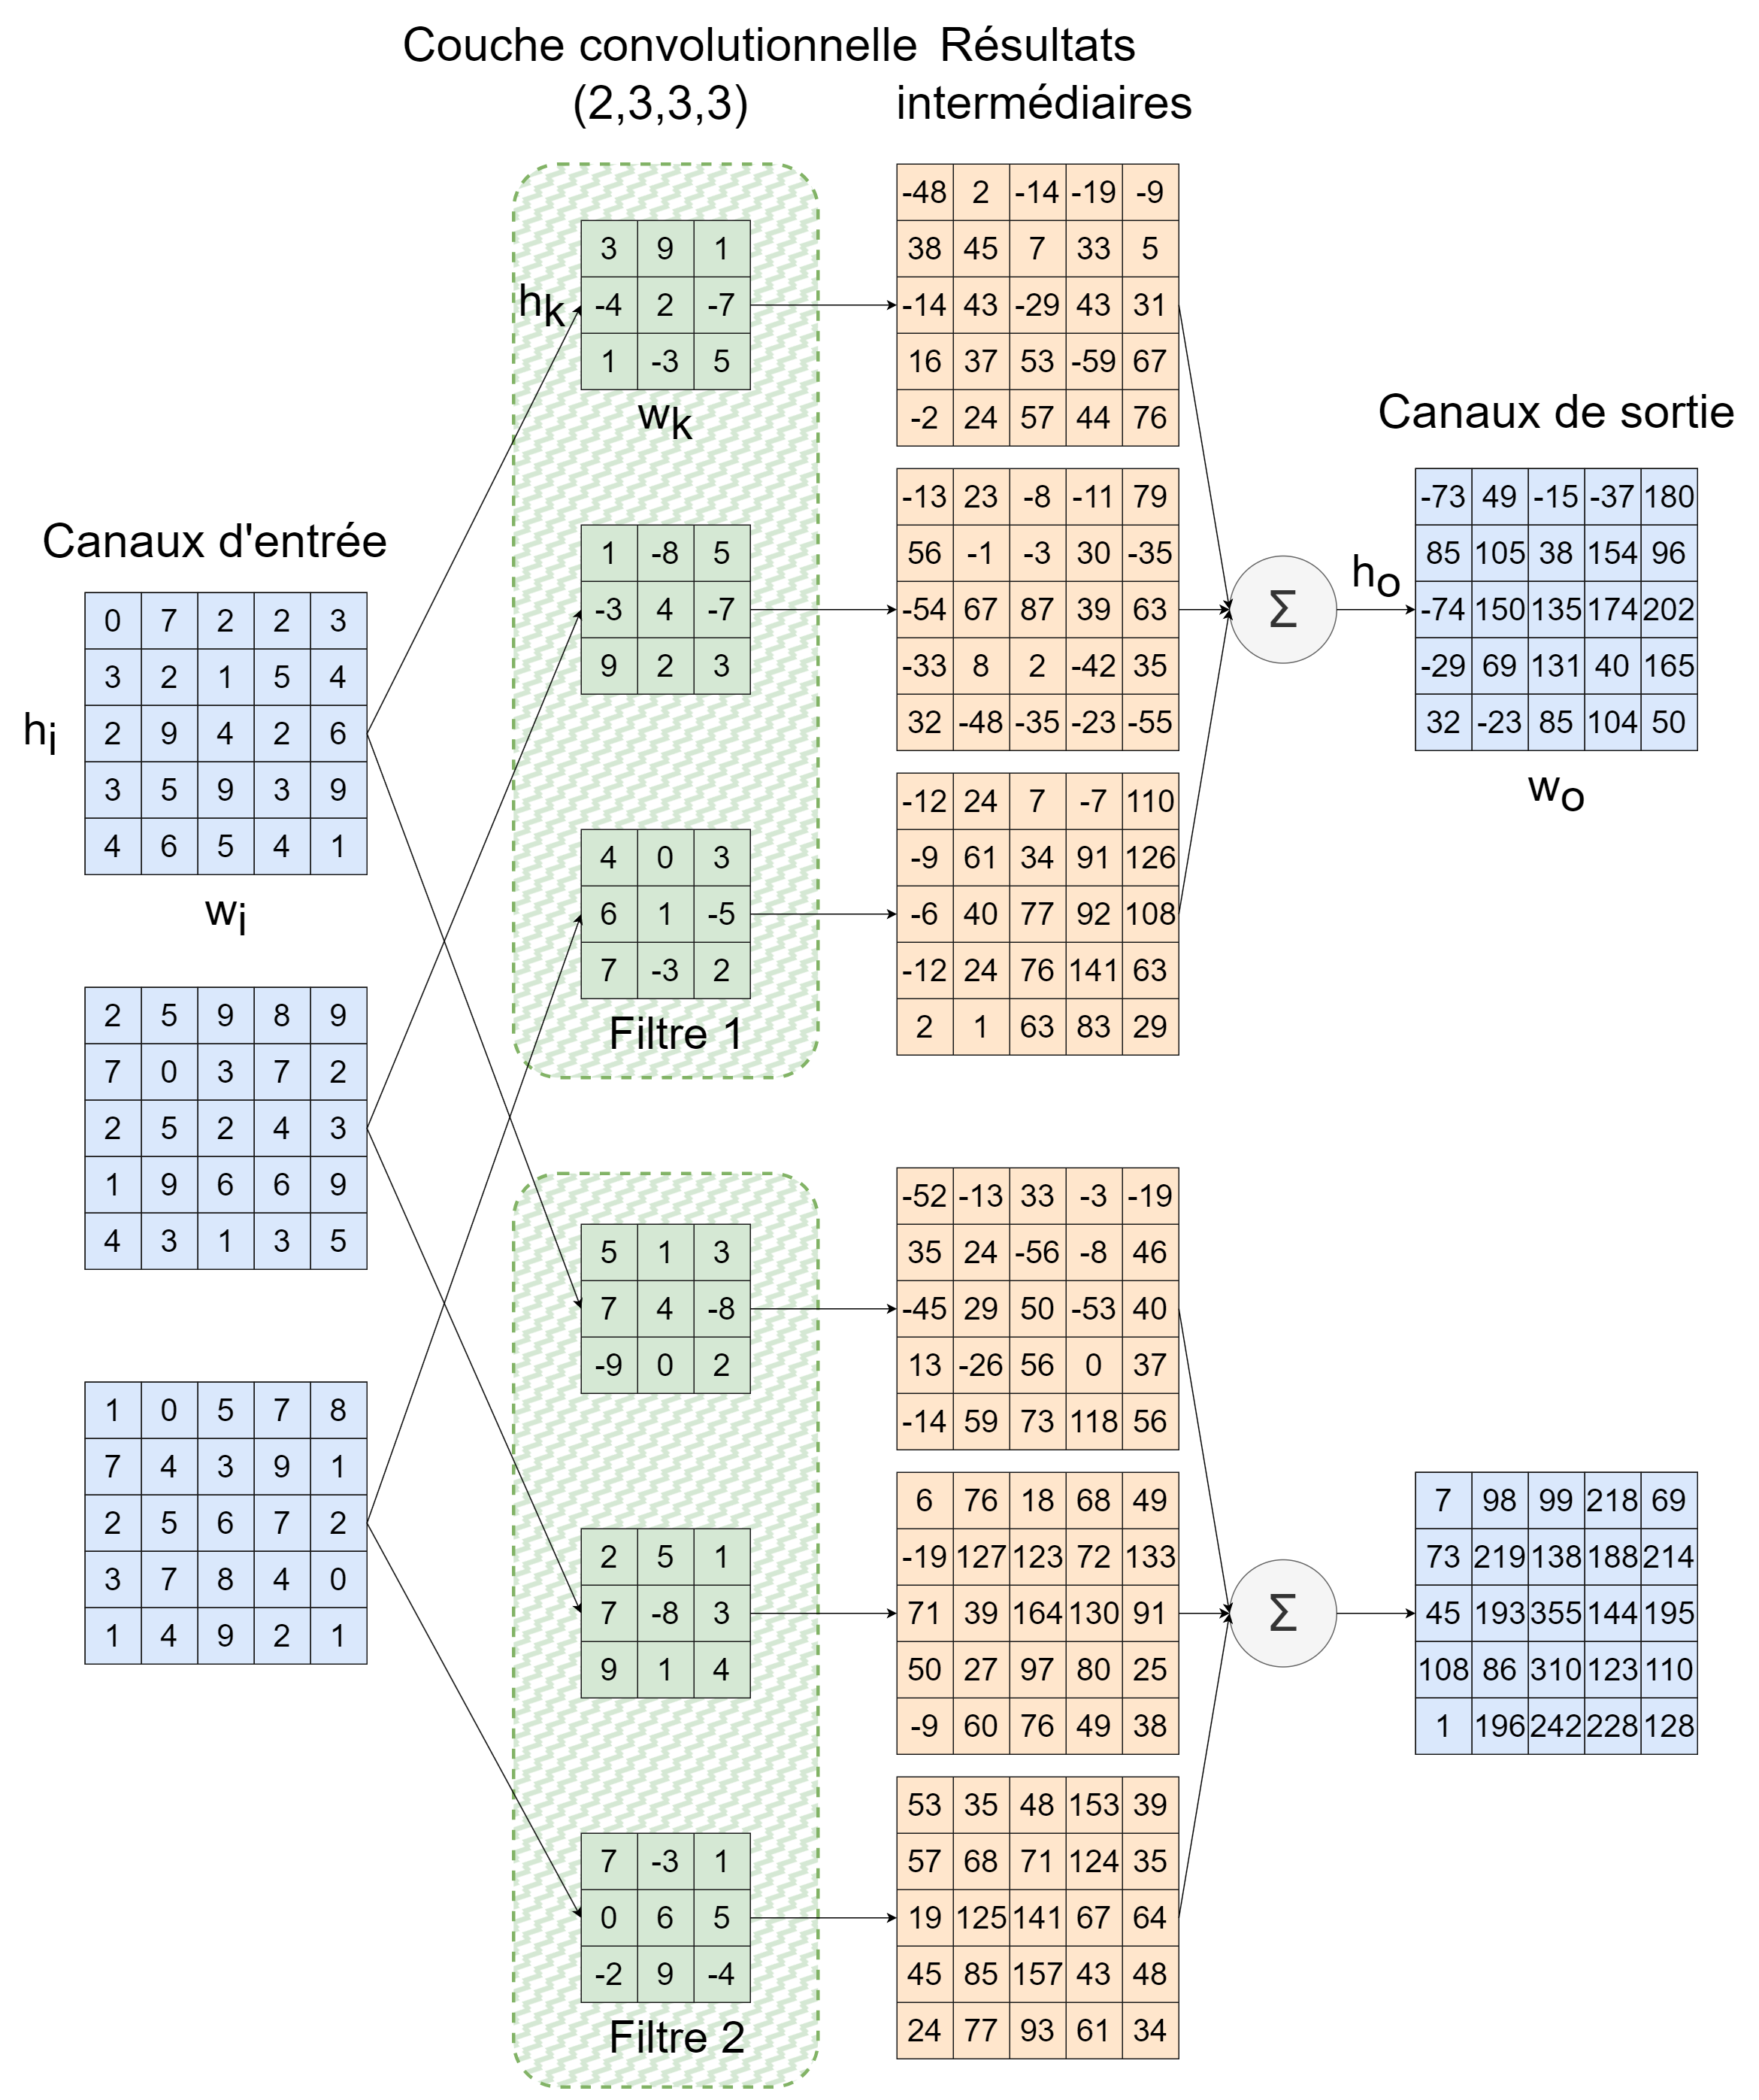 Couche convolutionnelle
(2,3,3,3)
Résultats
intermédiaires
Canaux d'entrée
0 7 2 2 3
3 2 1 5 4
2 9 4 2 6
3 5 9 3 9
4 6 5 4 1
hi
wi
2 5 9 8 9
7 0 3 7 2
2 5 2 4 3
1 9 6 6 9
4 3 1 3 5
1 0 5 7 8
7 4 3 9 1
2 5 6 7 2
3 7 8 4 0
1 4 9 2 1
3 9 1
-4 2 -7
1 -3 5
hk
wk
1 -8 5
-3 4 -7
9 2 3
4 0 3
6 1 -5
7 -3 2
Filtre 1
5 1 3
7 4 -8
-9 0 2
2 5 1
7 -8 3
9 1 4
7 -3 1
0 6 5
-2 9 -4
Filtre 2
-48 2 -14 -19 -9
38 45 7 33 5
-14 43 -29 43 31
16 37 53 -59 67
-2 24 57 44 76
-13 23 -8 -11 79
56 -1 -3 30 -35
-54 67 87 39 63
-33 8 2 -42 35
32 -48 -35 -23 -55
-12 24 7 -7 110
-9 61 34 91 126
-6 40 77 92 108
-12 24 76 141 63
2 1 63 83 29
-52 -13 33 -3 -19
35 24 -56 -8 46
-45 29 50 -53 40
13 -26 56 0 37
-14 59 73 118 56
6 76 18 68 49
-19 127 123 72 133
71 39 164 130 91
50 27 97 80 25
-9 60 76 49 38
53 35 48 153 39
57 68 71 124 35
19 125 141 67 64
45 85 157 43 48
24 77 93 61 34
Σ
Σ
Canaux de sortie
-73 49 -15 -37 180
85 105 38 154 96
-74 150 135 174 202
-29 69 131 40 165
32 -23 85 104 50
ho
wo
7 98 99 218 69
73 219 138 188 214
45 193 355 144 195
108 86 310 123 110
1 196 242 228 128